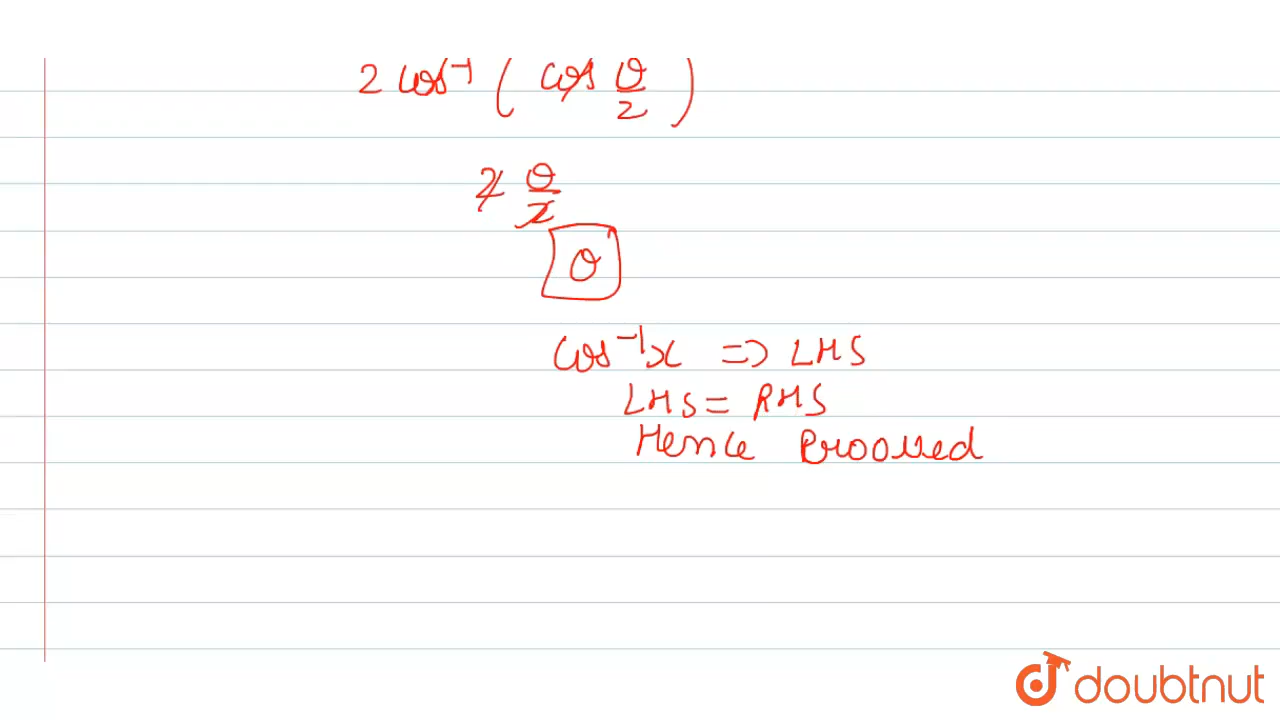 2 cos⁻¹ ( cos θ/2 )
2 θ/2
θ
cos⁻¹x => LHS
LHS = RHS
Hence Prooved
doubtnut